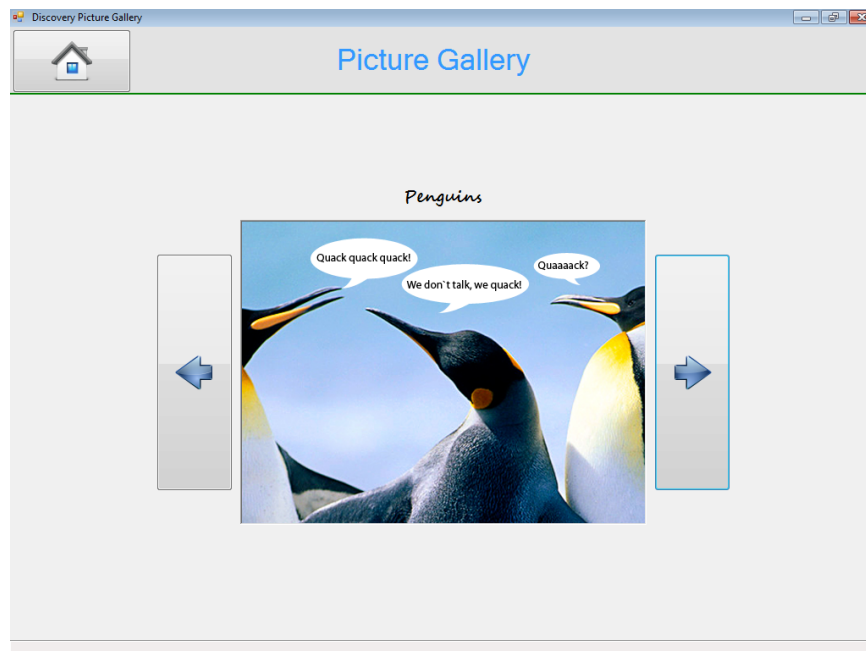 Discovery Picture Gallery
Picture Gallery
Penguins
Quack quack quack!
We don`t talk, we quack!
Quaaaack?